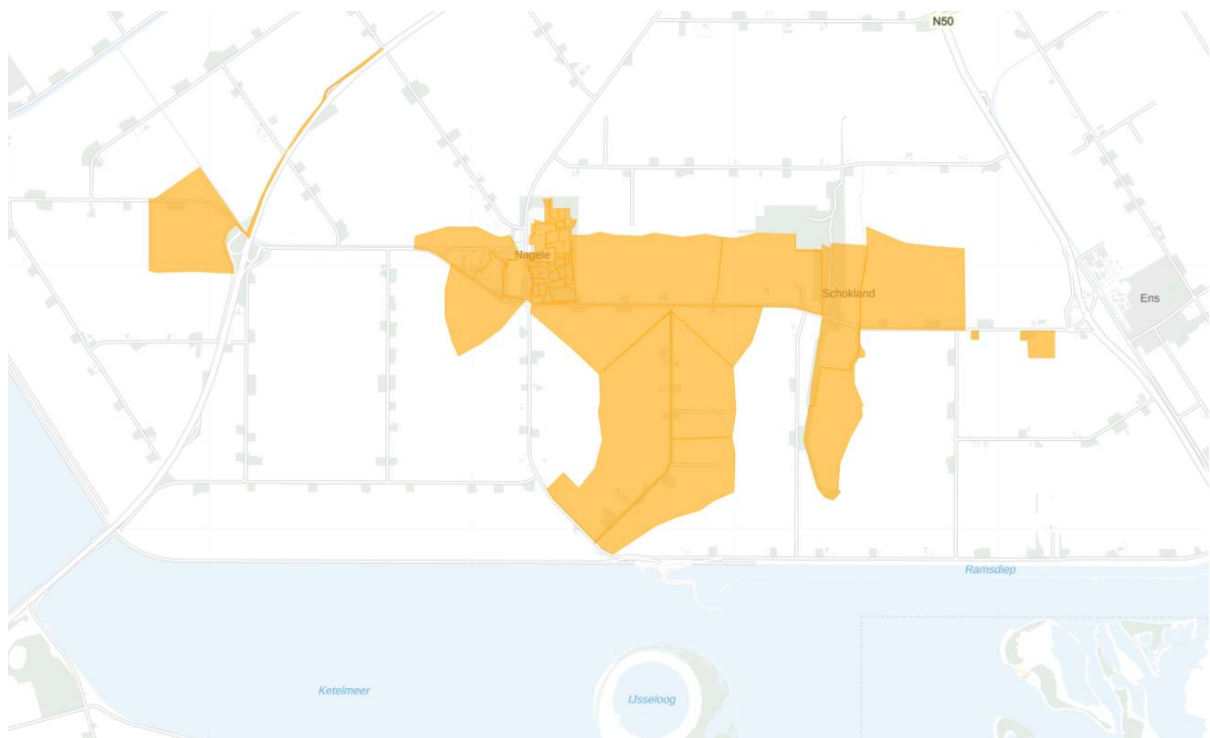 N50
Nagele
Schokland
Ens
Ramsdiep
Ketelmeer
IJsseloog